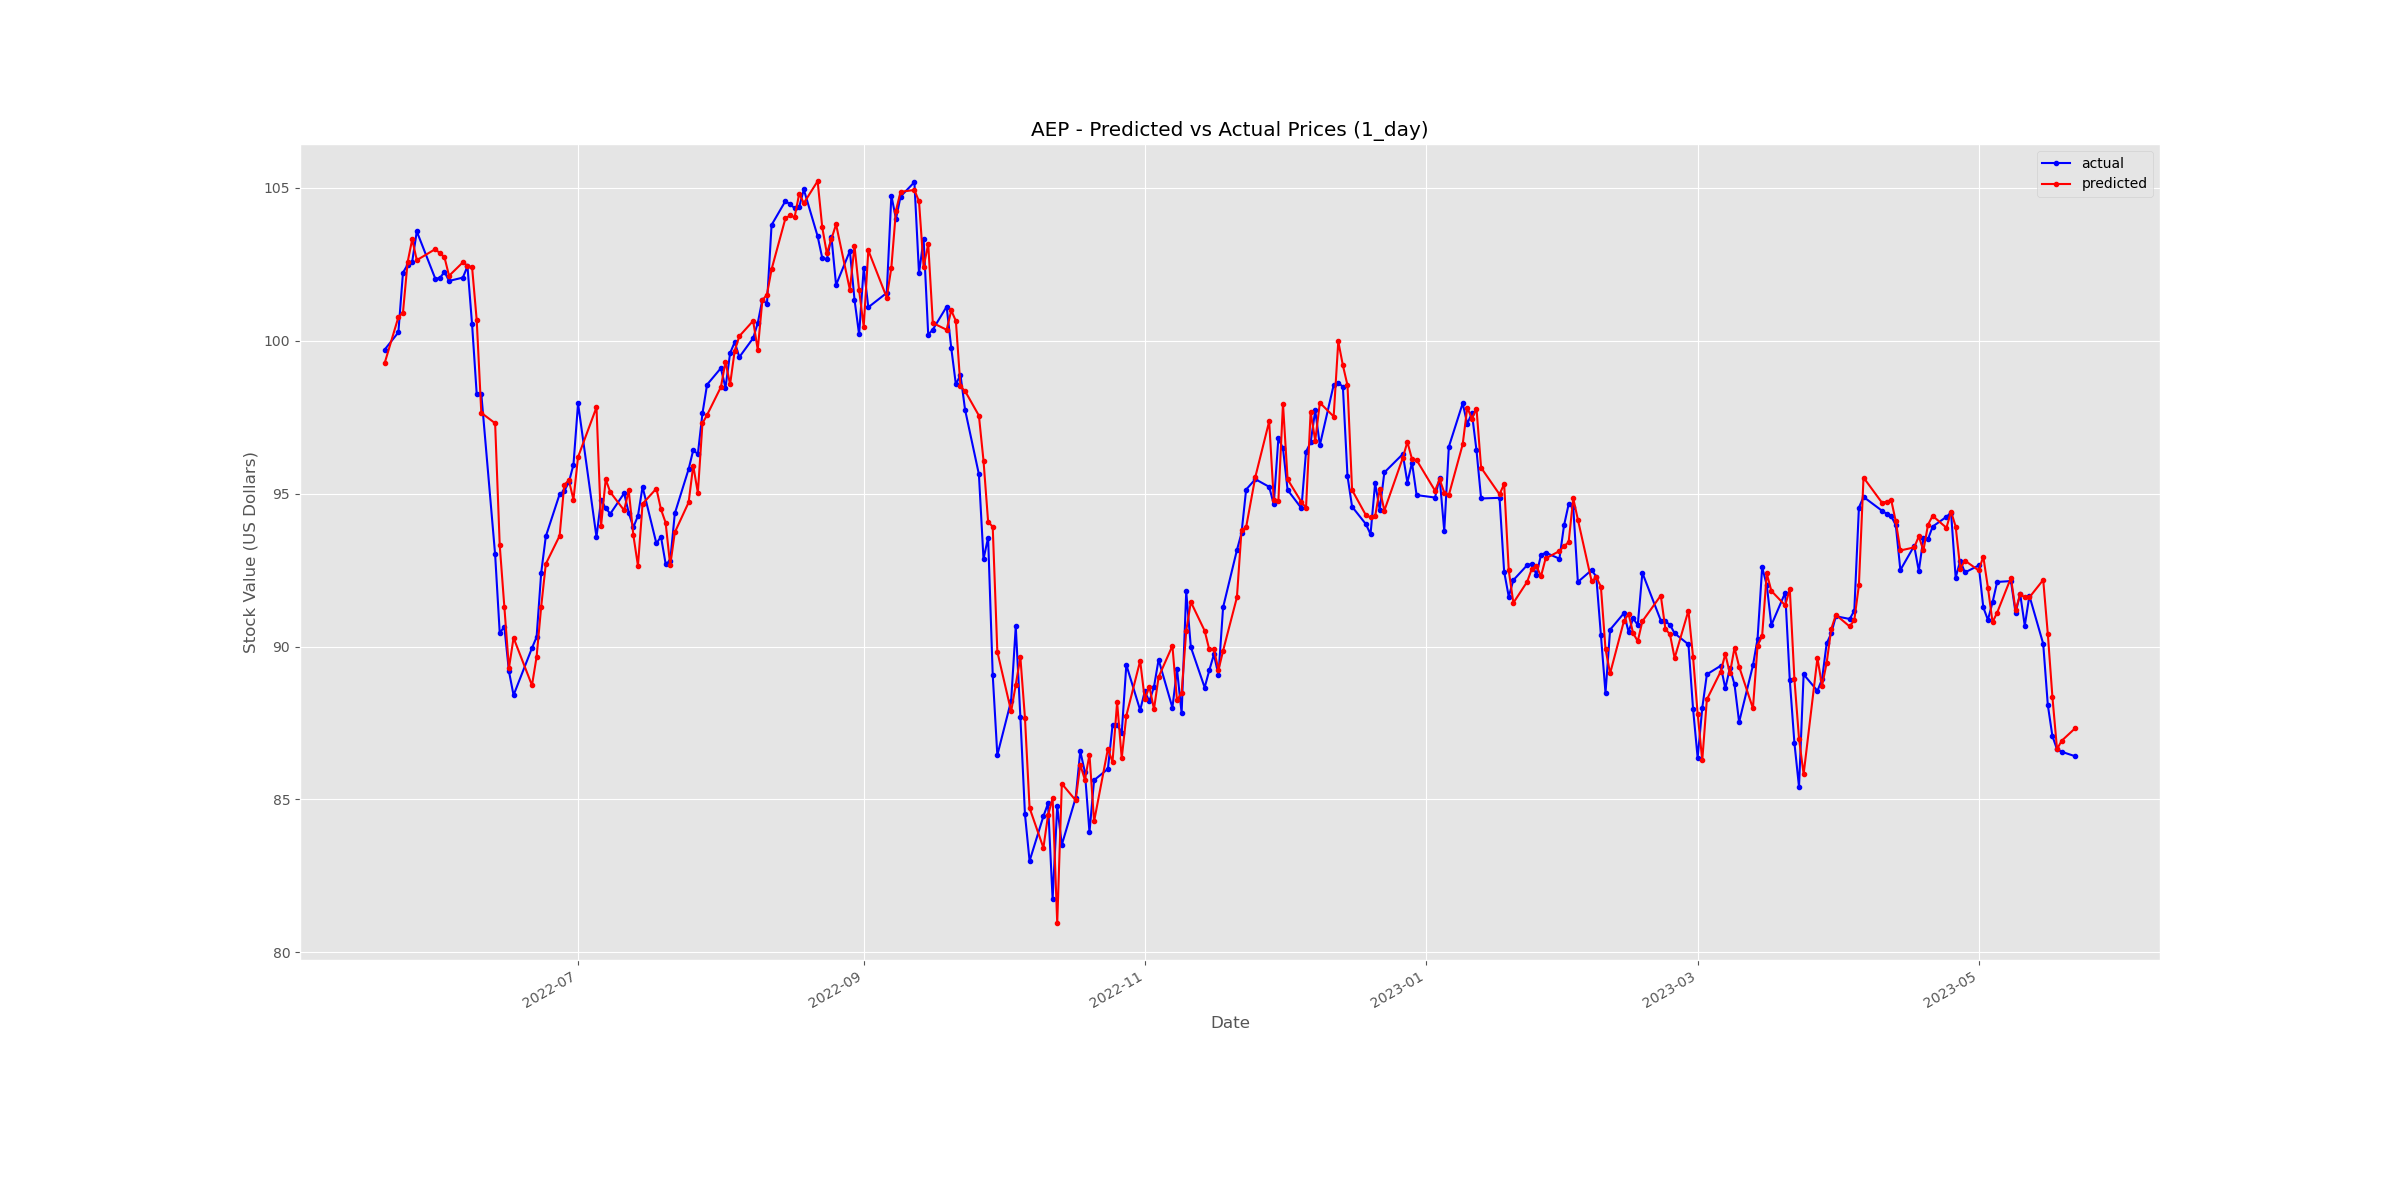 AEP - Predicted vs Actual Prices (1_day)
actual
predicted
105
100
95
90
85
80
Stock Value (US Dollars)
2022-07
2022-09
2022-11
2023-01
2023-03
2023-05
Date